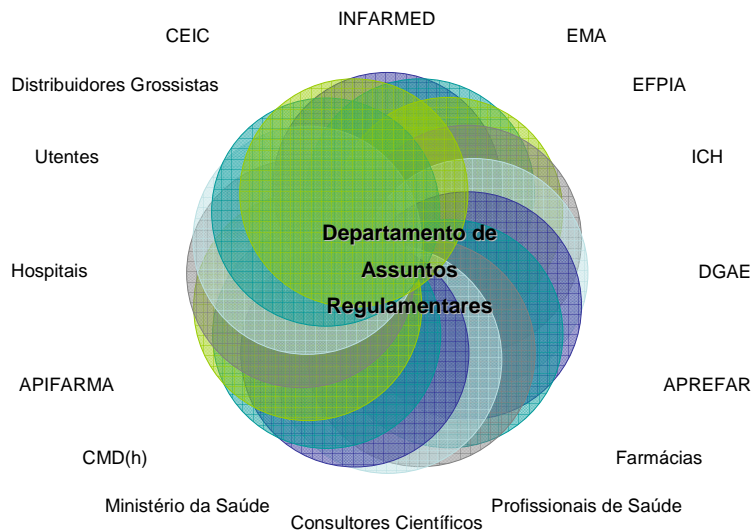 INFARMED
CEIC
EMA
Distribuidores Grossistas
EFPIA
Utentes
ICH
Departamento de
Assuntos
Regulamentares
Hospitais
DGAE
APIFARMA
APREFAR
CMD(h)
Farmácias
Ministério da Saúde
Profissionais de Saúde
Consultores Científicos